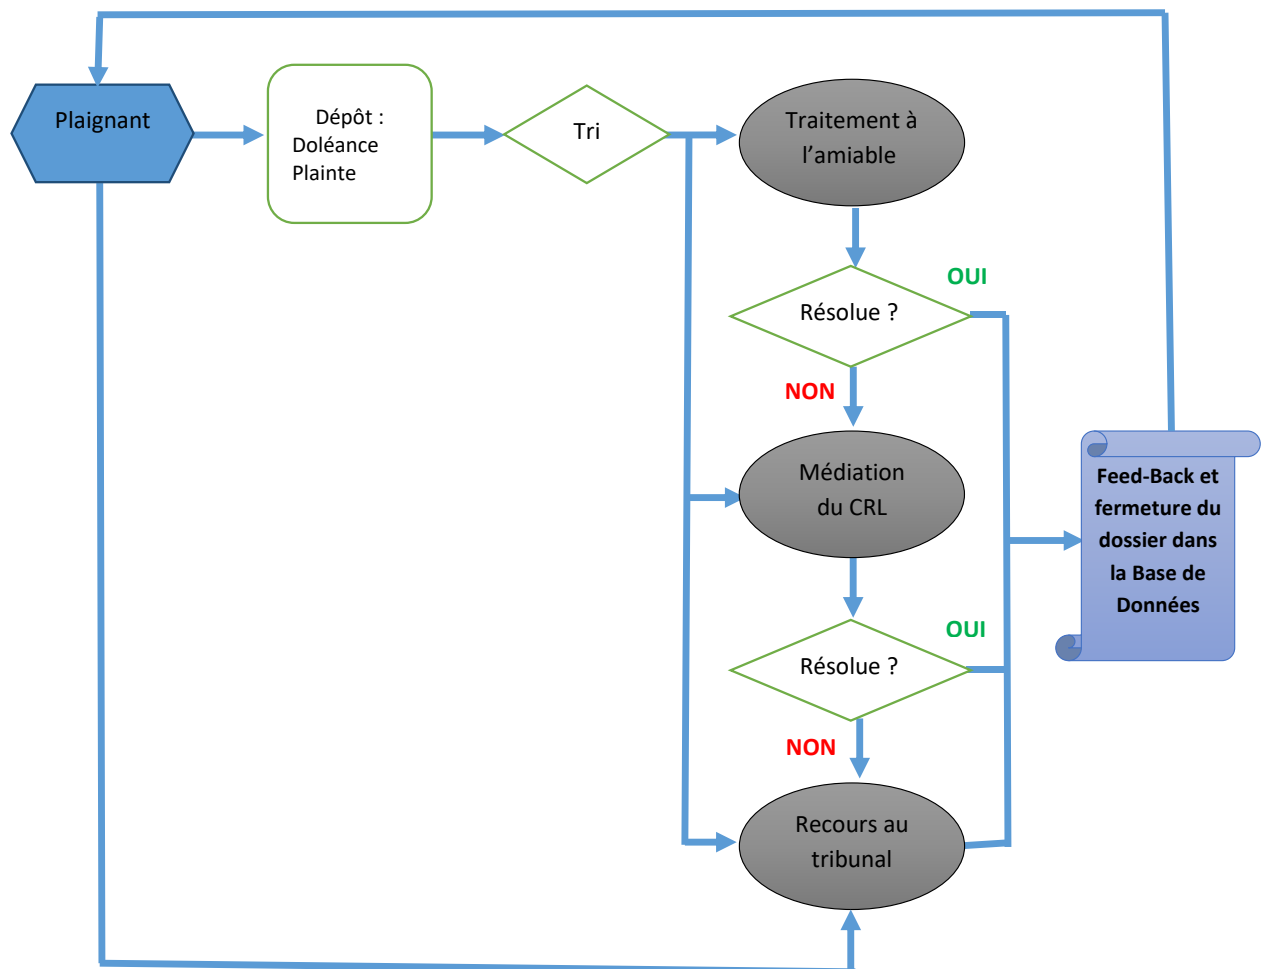 Plaignant
Dépôt :
Doléance
Plainte
Tri
Traitement à
l’amiable
OUI
Résolue ?
NON
Médiation
du CRL
Feed-Back et
fermeture du
dossier dans
la Base de
Données
OUI
Résolue ?
NON
Recours au
tribunal